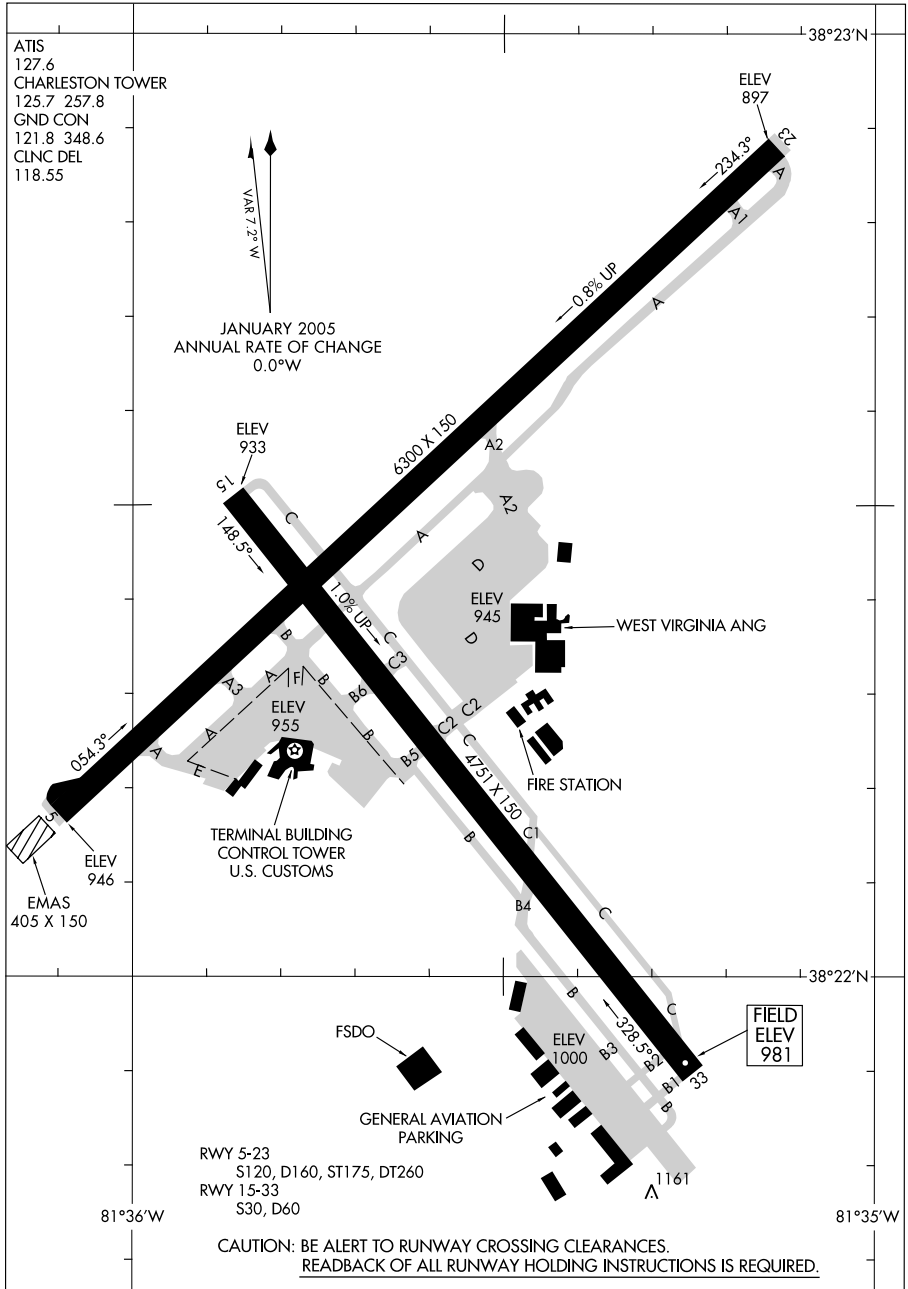 38°23'N
ATIS
127.6
CHARLESTON TOWER
125.7 257.8
GND CON
121.8 348.6
CLNC DEL
118.55
ELEV
897
23
234.3°
A
A1
VAR 7.2° W
0.8% UP
A
JANUARY 2005
ANNUAL RATE OF CHANGE
0.0°W
ELEV
933
6300 X 150
A2
15
A2
C
148.5°
A
D
1.0% UP
ELEV
945
WEST VIRGINIA ANG
B
C
D
C3
A
F
B
A3
B6
ELEV
955
C2
C2
A
B
C
054.3°
A
B5
E
4751 X 150
FIRE STATION
5
TERMINAL BUILDING
CONTROL TOWER
U.S. CUSTOMS
C1
B
ELEV
946
EMAS
405 X 150
B4
C
38°22'N
B
C
FIELD
ELEV
981
FSDO
328.5°
ELEV
1000
B3
B2
B1
33
B
GENERAL AVIATION
PARKING
RWY 5-23
S120, D160, ST175, DT260
RWY 15-33
S30, D60
1161
81°36'W
81°35'W
CAUTION: BE ALERT TO RUNWAY CROSSING CLEARANCES.
READBACK OF ALL RUNWAY HOLDING INSTRUCTIONS IS REQUIRED.